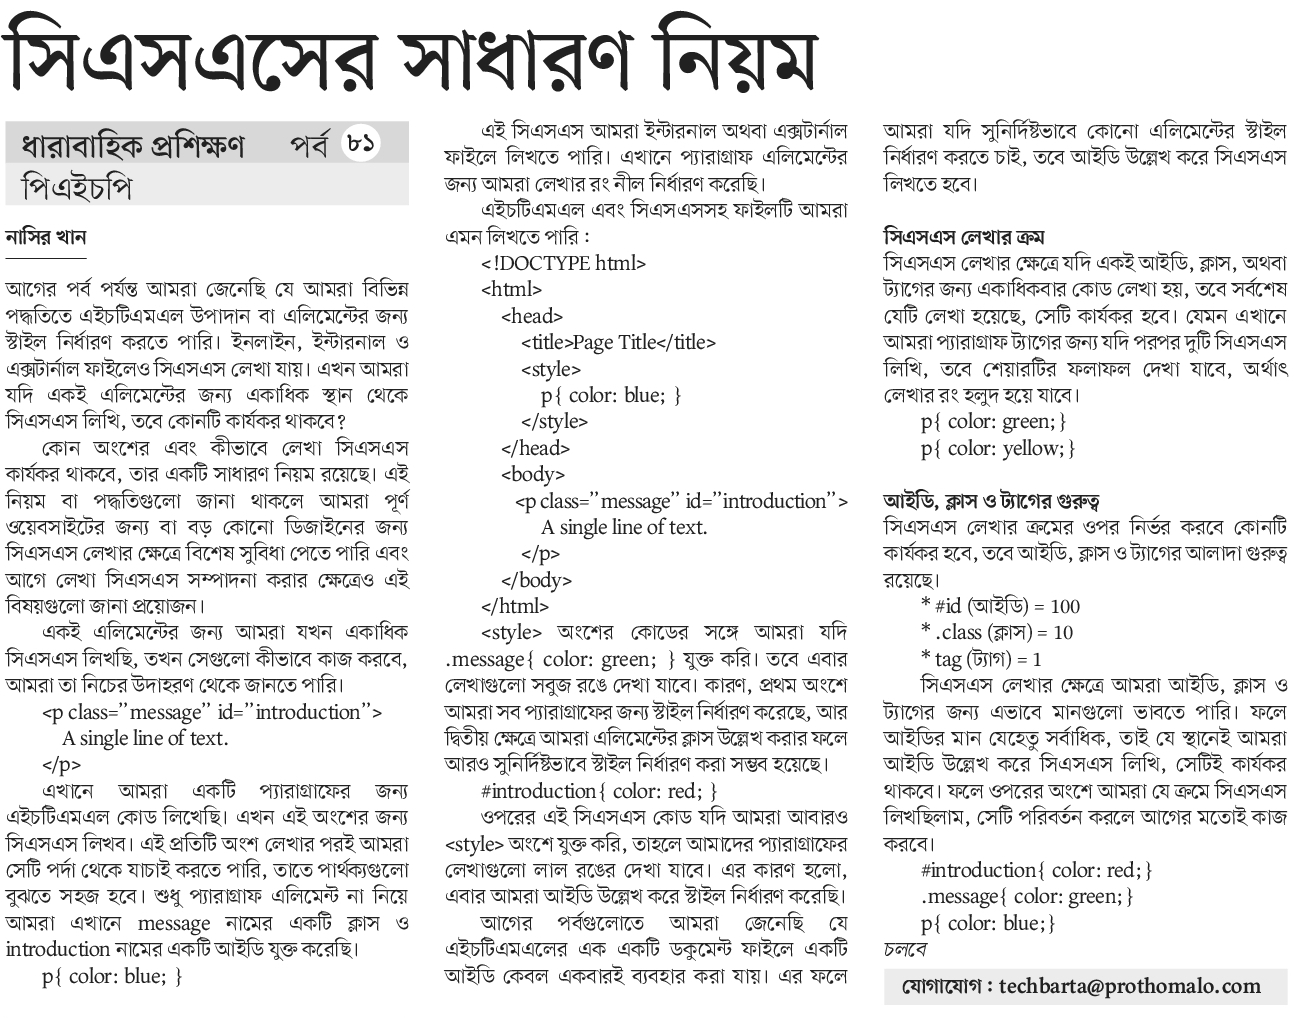 সিএসএসের সাধারণ নিয়ম
ধারাবাহিক প্রশিক্ষণ পর্ব ৮১
পিএইচপি
নাসির খান
আগের পর্ব পর্যন্ত আমরা জেনেছি যে আমরা বিভিন্ন
পদ্ধতিতে এইচটিএমএল উপাদান বা এলিমেন্টের জন্য
স্টাইল নির্ধারণ করতে পারি। ইনলাইন, ইন্টারনাল ও
এক্সটার্নাল ফাইলেও সিএসএস লেখা যায়। এখন আমরা
যদি একই এলিমেন্টের জন্য একাধিক স্থান থেকে
সিএসএস লিখি, তবে কোনটি কার্যকর থাকবে?
কোন অংশের এবং কীভাবে লেখা সিএসএস
কার্যকর থাকবে, তার একটি সাধারণ নিয়ম রয়েছে। এই
নিয়ম বা পদ্ধতিগুলো জানা থাকলে আমরা পূর্ণ
ওয়েবসাইটের জন্য বা বড় কোনো ডিজাইনের জন্য
সিএসএস লেখার ক্ষেত্রে বিশেষ সুবিধা পেতে পারি এবং
আগে লেখা সিএসএস সম্পাদনা করার ক্ষেত্রেও এই
বিষয়গুলো জানা প্রয়োজন।
একই এলিমেন্টের জন্য আমরা যখন একাধিক
সিএসএস লিখছি, তখন সেগুলো কীভাবে কাজ করবে,
আমরা তা নিচের উদাহরণ থেকে জানতে পারি।
<p class=”message” id=”introduction”>
A single line of text.
</p>
এখানে আমরা একটি প্যারাগ্রাফের জন্য
এইচটিএমএল কোড লিখেছি। এখন এই অংশের জন্য
সিএসএস লিখব। এই প্রতিটি অংশ লেখার পরই আমরা
সেটি পর্দা থেকে যাচাই করতে পারি, তাতে পার্থক্যগুলো
বুঝতে সহজ হবে। শুধু প্যারাগ্রাফ এলিমেন্ট না নিয়ে
আমরা এখানে message নামের একটি ক্লাস ও
introduction নামের একটি আইডি যুক্ত করেছি।
p{ color: blue; }
এই সিএসএস আমরা ইন্টারনাল অথবা এক্সটার্নাল
ফাইলে লিখতে পারি। এখানে প্যারাগ্রাফ এলিমেন্টের
জন্য আমরা লেখার রং নীল নির্ধারণ করেছি।
এইচটিএমএল এবং সিএসএসসহ ফাইলটি আমরা
এমন লিখতে পারি :
<!DOCTYPE html>
<html>
<head>
<title>Page Title</title>
<style>
p{ color: blue; }
</style>
</head>
<body>
<p class=”message” id=”introduction”>
A single line of text.
</p>
</body>
</html>
<style> অংশের কোডের সঙ্গে আমরা যদি
.message{ color: green; } যুক্ত করি। তবে এবার
লেখাগুলো সবুজ রঙে দেখা যাবে। কারণ, প্রথম অংশে
আমরা সব প্যারাগ্রাফের জন্য স্টাইল নির্ধারণ করেছে, আর
দ্বিতীয় ক্ষেত্রে আমরা এলিমেন্টের ক্লাস উল্লেখ করার ফলে
আরও সুনির্দিষ্টভাবে স্টাইল নির্ধারণ করা সম্ভব হয়েছে।
#introduction{ color: red; }
ওপরের এই সিএসএস কোড যদি আমরা আবারও
<style> অংশে যুক্ত করি, তাহলে আমাদের প্যারাগ্রাফের
লেখাগুলো লাল রঙের দেখা যাবে। এর কারণ হলো,
এবার আমরা আইডি উল্লেখ করে স্টাইল নির্ধারণ করেছি।
আগের পর্বগুলোতে আমরা জেনেছি যে
এইচটিএমএলের এক একটি ডকুমেন্ট ফাইলে একটি
আইডি কেবল একবারই ব্যবহার করা যায়। এর ফলে
আমরা যদি সুনির্দিষ্টভাবে কোনো এলিমেন্টের স্টাইল
নির্ধারণ করতে চাই, তবে আইডি উল্লেখ করে সিএসএস
লিখতে হবে।
সিএসএস লেখার ক্রম
সিএসএস লেখার ক্ষেত্রে যদি একই আইডি, ক্লাস, অথবা
ট্যাগের জন্য একাধিকবার কোড লেখা হয়, তবে সর্বশেষ
যেটি লেখা হয়েছে, সেটি কার্যকর হবে। যেমন এখানে
আমরা প্যারাগ্রাফ ট্যাগের জন্য যদি পরপর দুটি সিএসএস
লিখি, তবে শেয়ারটির ফলাফল দেখা যাবে, অর্থাৎ
লেখার রং হলুদ হয়ে যাবে।
p{ color: green;}
p{ color: yellow;}
আইডি, ক্লাস ও ট্যাগের গুরুত্ব
সিএসএস লেখার ক্রমের ওপর নির্ভর করবে কোনটি
কার্যকর হবে, তবে আইডি, ক্লাস ও ট্যাগের আলাদা গুরুত্ব
রয়েছে।
* #id (আইডি) = 100
* .class (ক্লাস) = 10
* tag (ট্যাগ) = 1
সিএসএস লেখার ক্ষেত্রে আমরা আইডি, ক্লাস ও
ট্যাগের জন্য এভাবে মানগুলো ভাবতে পারি। ফলে
আইডির মান যেহেতু সর্বাধিক, তাই যে স্থানেই আমরা
আইডি উল্লেখ করে সিএসএস লিখি, সেটিই কার্যকর
থাকবে। ফলে ওপরের অংশে আমরা যে ক্রমে সিএসএস
লিখছিলাম, সেটি পরিবর্তন করলে আগের মতোই কাজ
করবে।
#introduction{ color: red;}
.message{ color: green;}
p{ color: blue;}
চলবে
যোগাযোগ : techbarta@prothomalo.com